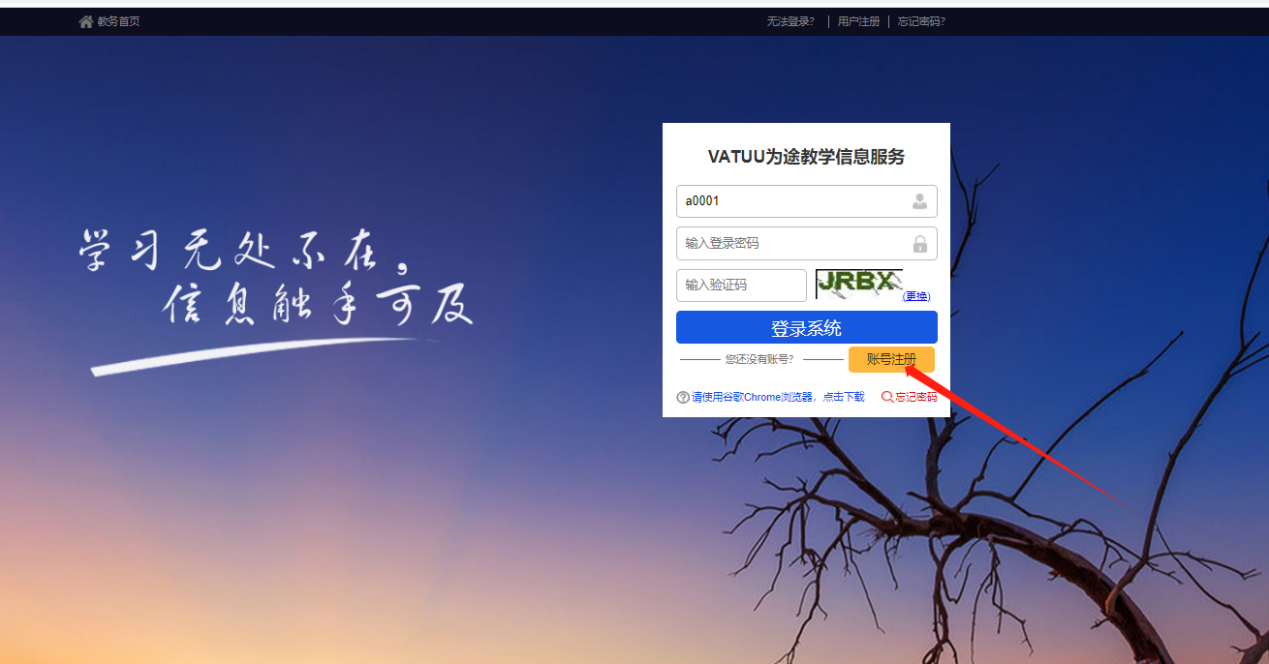 教务首页
无法登录? | 用户注册 | 忘记密码?
学习无处不在，
信息触手可及
VATUU为途教学信息服务
a0001
输入登录密码
输入验证码 JRBX (更换)
登录系统
您还没有账号? 账号注册
请使用谷歌Chrome浏览器，点击下载 忘记密码